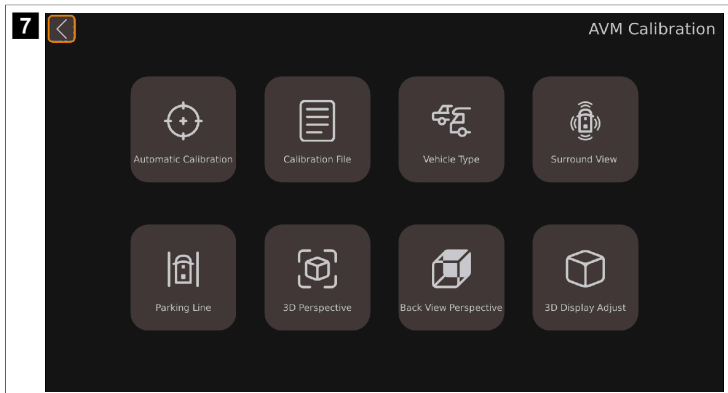 7
AVM Calibration
Automatic Calibration
Calibration File
Vehicle Type
Surround View
Parking Line
3D Perspective
Back View Perspective
3D Display Adjust